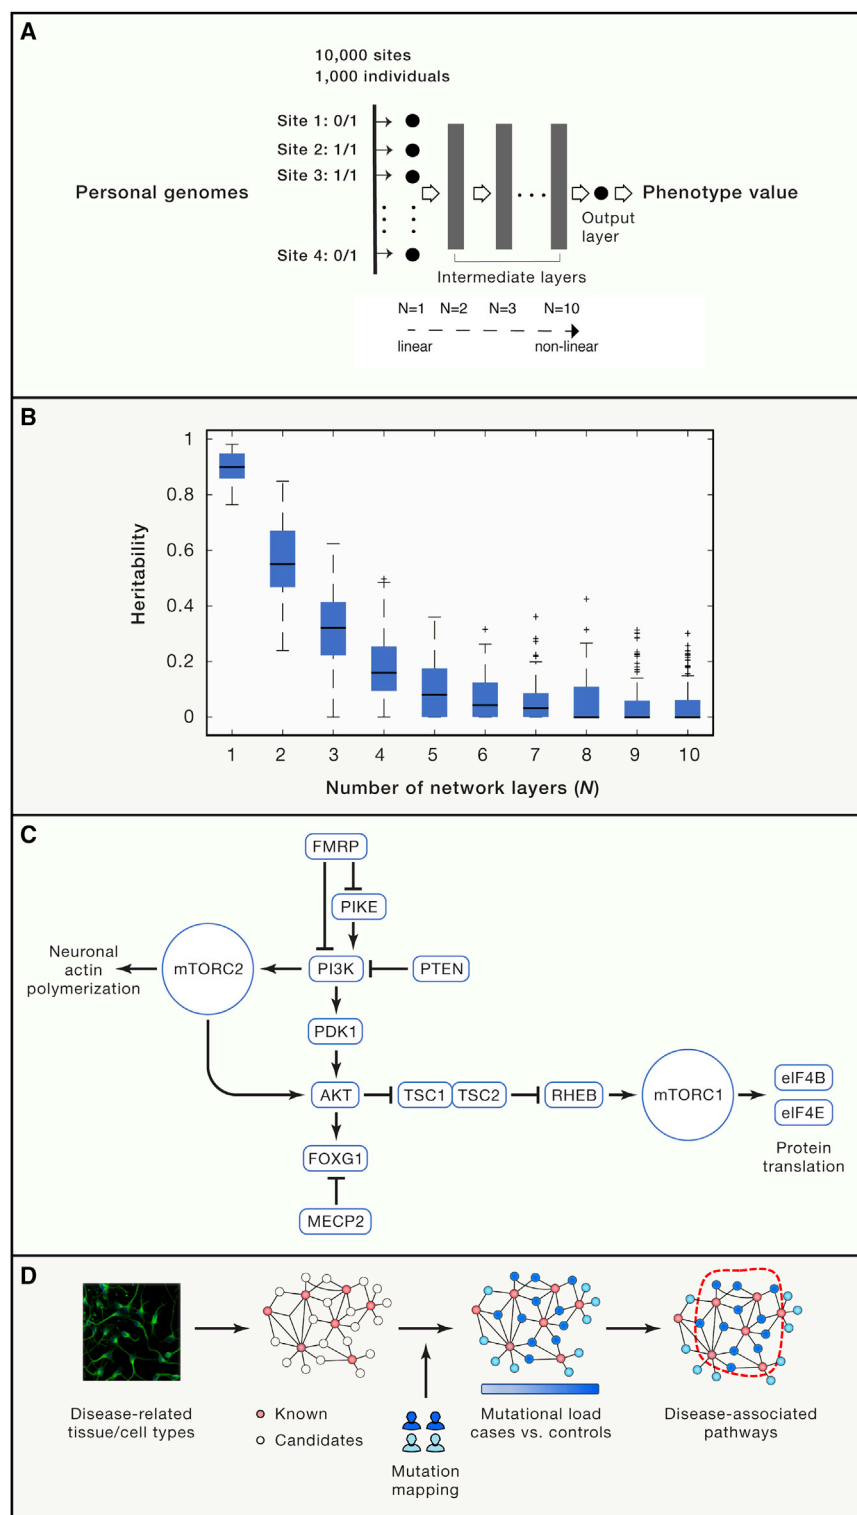 A
10,000 sites
1,000 individuals
Site 1: 0/1
Site 2: 1/1
Site 3: 1/1
Site 4: 0/1
Personal genomes
Phenotype value
Output
layer
Intermediate layers
N=1 N=2 N=3 N=10
linear non-linear
B
Heritability
1
0.8
0.6
0.4
0.2
0
1 2 3 4 5 6 7 8 9 10
Number of network layers (N)
C
FMRP
PIKE
Neuronal
actin
polymerization
mTORC2
PI3K
PTEN
PDK1
AKT
TSC1
TSC2
RHEB
mTORC1
eIF4B
eIF4E
Protein
translation
FOXG1
MECP2
D
Disease-related
tissue/cell types
Known
Candidates
Mutation
mapping
Mutational load
cases vs. controls
Disease-associated
pathways